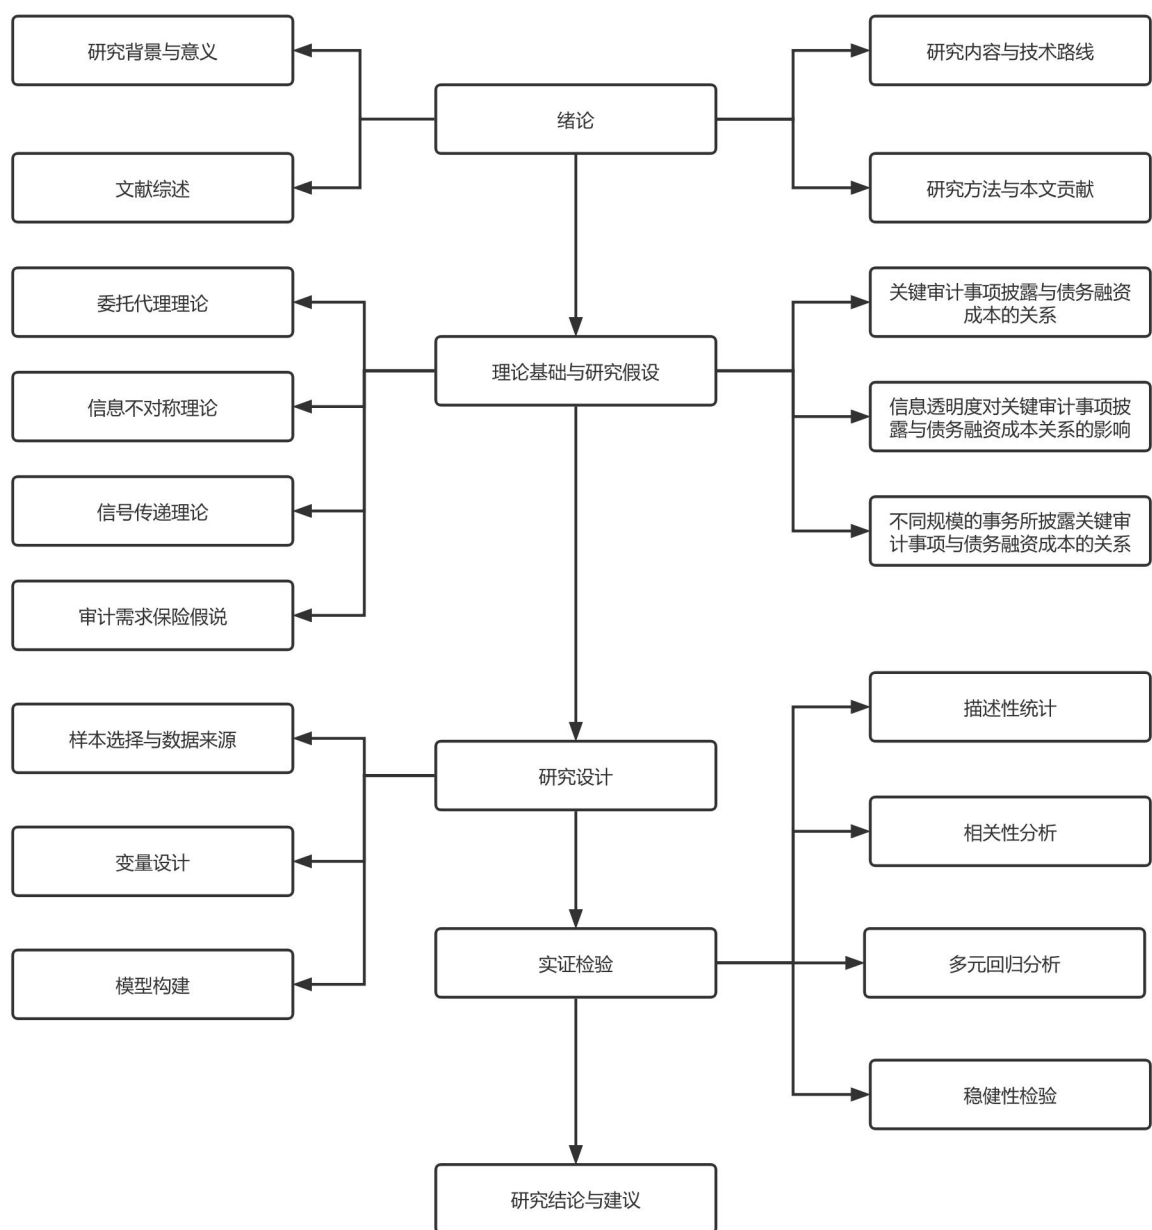 研究背景与意义
研究内容与技术路线
绪论
文献综述
研究方法与本文贡献
委托代理理论
关键审计事项披露与债务融资
成本的关系
理论基础与研究假设
信息不对称理论
信息透明度对关键审计事项披
露与债务融资成本关系的影响
信号传递理论
不同规模的事务所披露关键审
计事项与债务融资成本的关系
审计需求保险假说
描述性统计
样本选择与数据来源
研究设计
相关性分析
变量设计
实证检验
多元回归分析
模型构建
稳健性检验
研究结论与建议